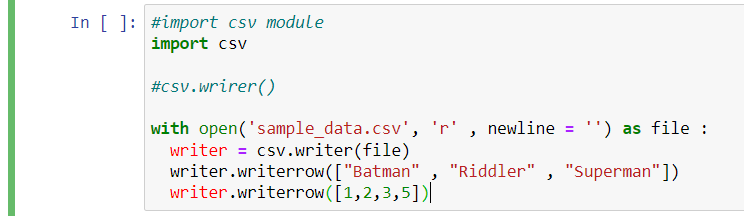 In [ ]: #import csv module
import csv
#csv.wrirer()
with open('sample_data.csv', 'r' , newline = '') as file :
writer = csv.writer(file)
writer.writerrow(["Batman" , "Riddler" , "Superman"])
writer.writerrow([1,2,3,5])